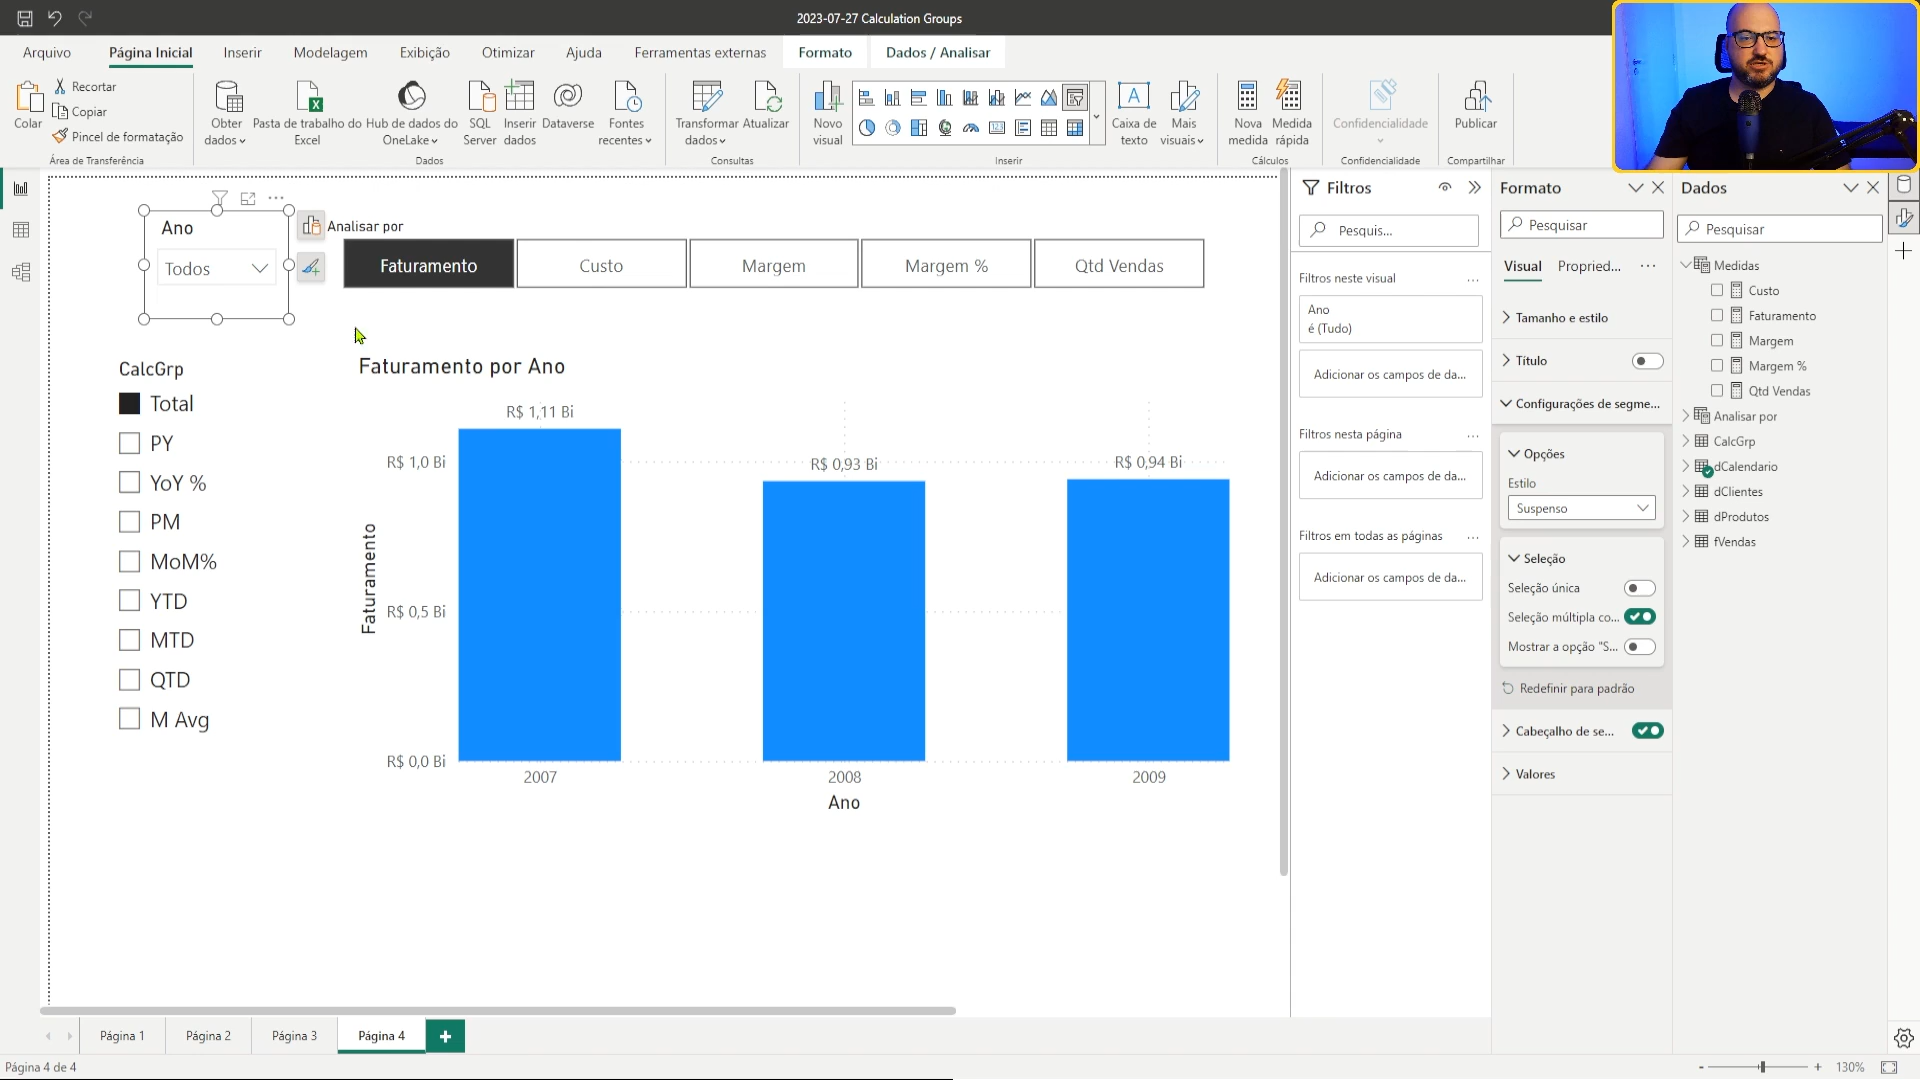 2023-07-27 Calculation Groups
Arquivo
Página Inicial
Inserir
Modelagem
Exibição
Otimizar
Ajuda
Ferramentas externas
Formato
Dados / Analisar
Colar
Recortar
Copiar
Pincel de formatação
Área de Transferência
Obter
dados
Pasta de trabalho do
Excel
Hub de dados do
OneLake
SQL
Server
Inserir
dados
Dataverse
Fontes
recentes
Dados
Transformar
dados
Atualizar
Consultas
Novo
visual
Caixa de
texto
Mais
visuais
Inserir
Nova
medida
Medida
rápida
Cálculos
Confidencialidade
Confidencialidade
Publicar
Compartilhar
Ano
Todos
Analisar por
Faturamento
Custo
Margem
Margem %
Qtd Vendas
CalcGrp
Total
PY
YoY %
PM
MoM%
YTD
MTD
QTD
M Avg
Faturamento por Ano
R$ 1,11 Bi
R$ 0,93 Bi
R$ 0,94 Bi
R$ 1,0 Bi
R$ 0,5 Bi
R$ 0,0 Bi
Faturamento
2007
2008
2009
Ano
Filtros
Pesquis...
Filtros neste visual
...
Ano
é (Tudo)
Adicionar os campos de da...
Filtros nesta página
...
Adicionar os campos de da...
Filtros em todas as páginas
...
Adicionar os campos de da...
Formato
Pesquisar
Visual
Propried...
...
Tamanho e estilo
Título
Configurações de segme...
Opções
Estilo
Suspenso
Seleção
Seleção única
Seleção múltipla co...
Mostrar a opção "S...
Redefinir para padrão
Cabeçalho de se...
Valores
Dados
Pesquisar
Medidas
Custo
Faturamento
Margem
Margem %
Qtd Vendas
Analisar por
CalcGrp
dCalendario
dClientes
dProdutos
fVendas
Página 1
Página 2
Página 3
Página 4
Página 4 de 4
130%